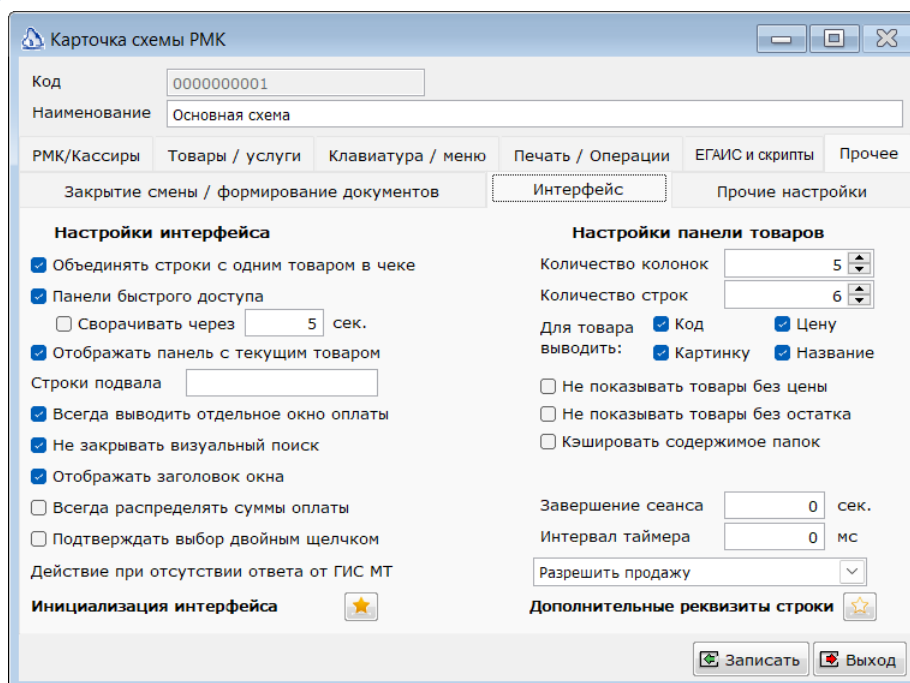 Карточка схемы РМК
Код 0000000001
Наименование Основная схема
РМК/Кассиры Товары / услуги Клавиатура / меню Печать / Операции ЕГАИС и скрипты Прочее
Закрытие смены / формирование документов Интерфейс Прочие настройки
Настройки интерфейса
Объединять строки с одним товаром в чеке
Панели быстрого доступа
Сворачивать через 5 сек.
Отображать панель с текущим товаром
Строки подвала
Всегда выводить отдельное окно оплаты
Не закрывать визуальный поиск
Отображать заголовок окна
Всегда распределять суммы оплаты
Подтверждать выбор двойным щелчком
Действие при отсутствии ответа от ГИС МТ
Инициализация интерфейса
Настройки панели товаров
Количество колонок 5
Количество строк 6
Для товара выводить:
Код Цену
Картинку Название
Не показывать товары без цены
Не показывать товары без остатка
Кэшировать содержимое папок
Завершение сеанса 0 сек.
Интервал таймера 0 мс
Разрешить продажу
Дополнительные реквизиты строки
Записать Выход